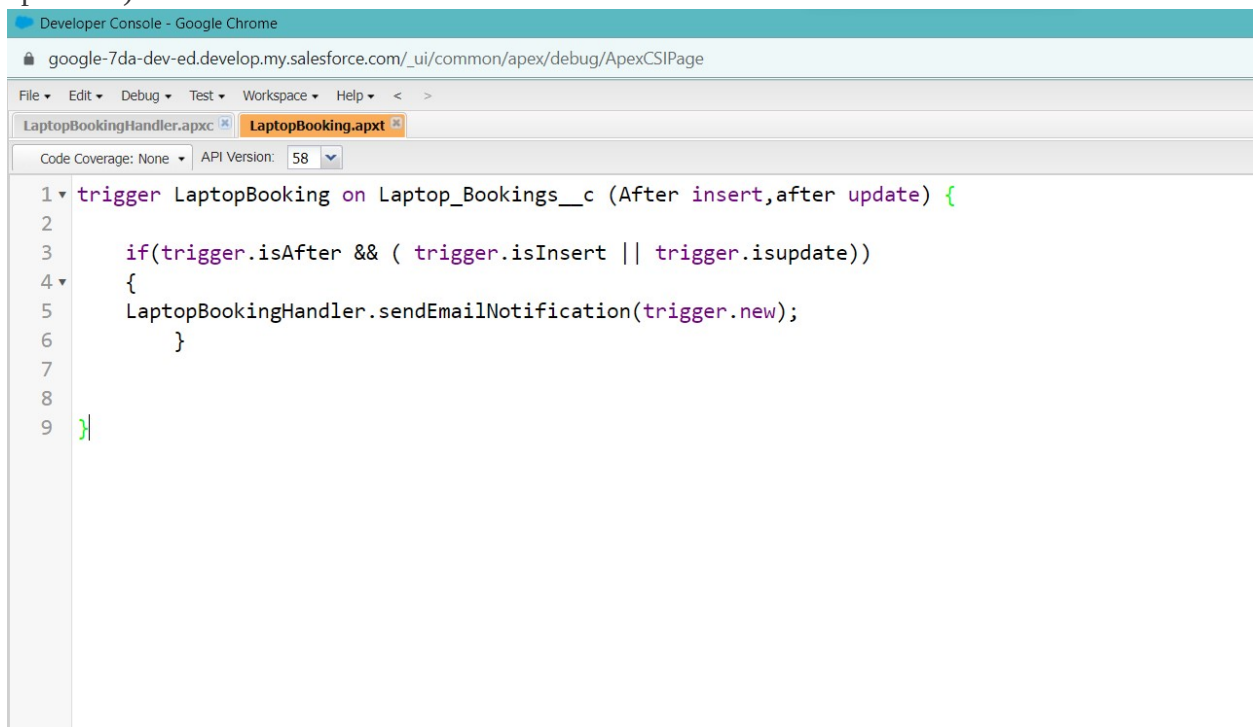 Developer Console - Google Chrome
google-7da-dev-ed.develop.my.salesforce.com/_ui/common/apex/debug/ApexCSIPage
File Edit Debug Test Workspace Help < >
LaptopBookingHandler.apxc LaptopBooking.apxt
Code Coverage: None API Version: 58
1 trigger LaptopBooking on Laptop_Bookings__c (After insert,after update) {
2
3 if(trigger.isAfter && ( trigger.isInsert || trigger.isupdate))
4 {
5 LaptopBookingHandler.sendEmailNotification(trigger.new);
6 }
7
8
9 }